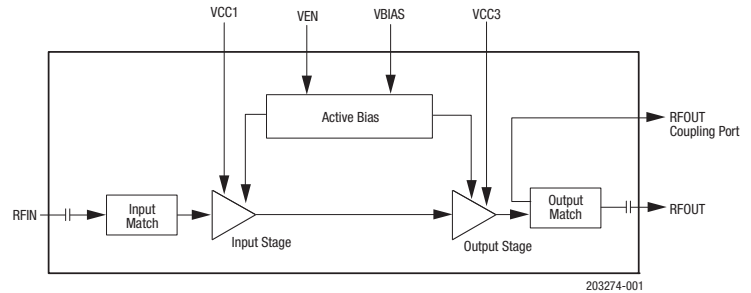 VCC1
VEN
VBIAS
VCC3
Active Bias
RFOUT
Coupling Port
RFIN
Input
Match
Input Stage
Output Stage
Output
Match
RFOUT
203274-001